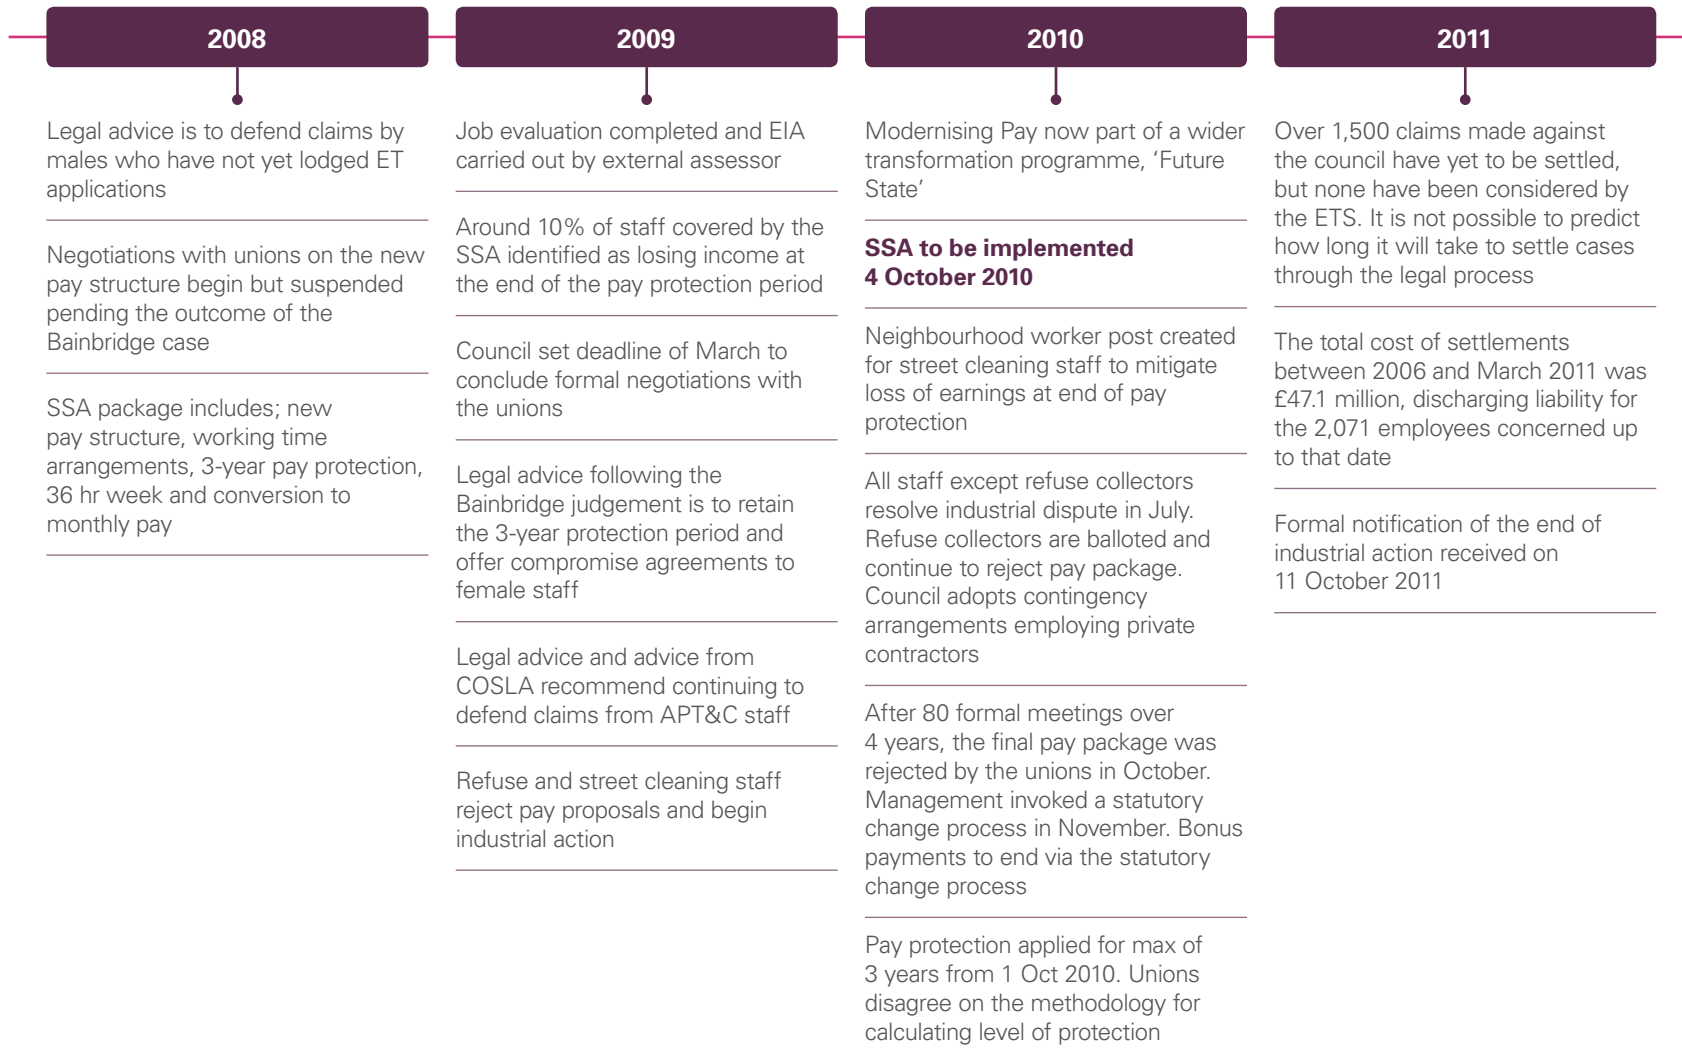 2008
Legal advice is to defend claims by
males who have not yet lodged ET
applications
Negotiations with unions on the new
pay structure begin but suspended
pending the outcome of the
Bainbridge case
SSA package includes; new
pay structure, working time
arrangements, 3-year pay protection,
36 hr week and conversion to
monthly pay
2009
Job evaluation completed and EIA
carried out by external assessor
Around 10% of staff covered by the
SSA identified as losing income at
the end of the pay protection period
Council set deadline of March to
conclude formal negotiations with
the unions
Legal advice following the
Bainbridge judgement is to retain
the 3-year protection period and
offer compromise agreements to
female staff
Legal advice and advice from
COSLA recommend continuing to
defend claims from APT&C staff
Refuse and street cleaning staff
reject pay proposals and begin
industrial action
2010
Modernising Pay now part of a wider
transformation programme, ‘Future
State’
SSA to be implemented
4 October 2010
Neighbourhood worker post created
for street cleaning staff to mitigate
loss of earnings at end of pay
protection
All staff except refuse collectors
resolve industrial dispute in July.
Refuse collectors are balloted and
continue to reject pay package.
Council adopts contingency
arrangements employing private
contractors
After 80 formal meetings over
4 years, the final pay package was
rejected by the unions in October.
Management invoked a statutory
change process in November. Bonus
payments to end via the statutory
change process
Pay protection applied for max of
3 years from 1 Oct 2010. Unions
disagree on the methodology for
calculating level of protection
2011
Over 1,500 claims made against
the council have yet to be settled,
but none have been considered by
the ETS. It is not possible to predict
how long it will take to settle cases
through the legal process
The total cost of settlements
between 2006 and March 2011 was
£47.1 million, discharging liability for
the 2,071 employees concerned up
to that date
Formal notification of the end of
industrial action received on
11 October 2011